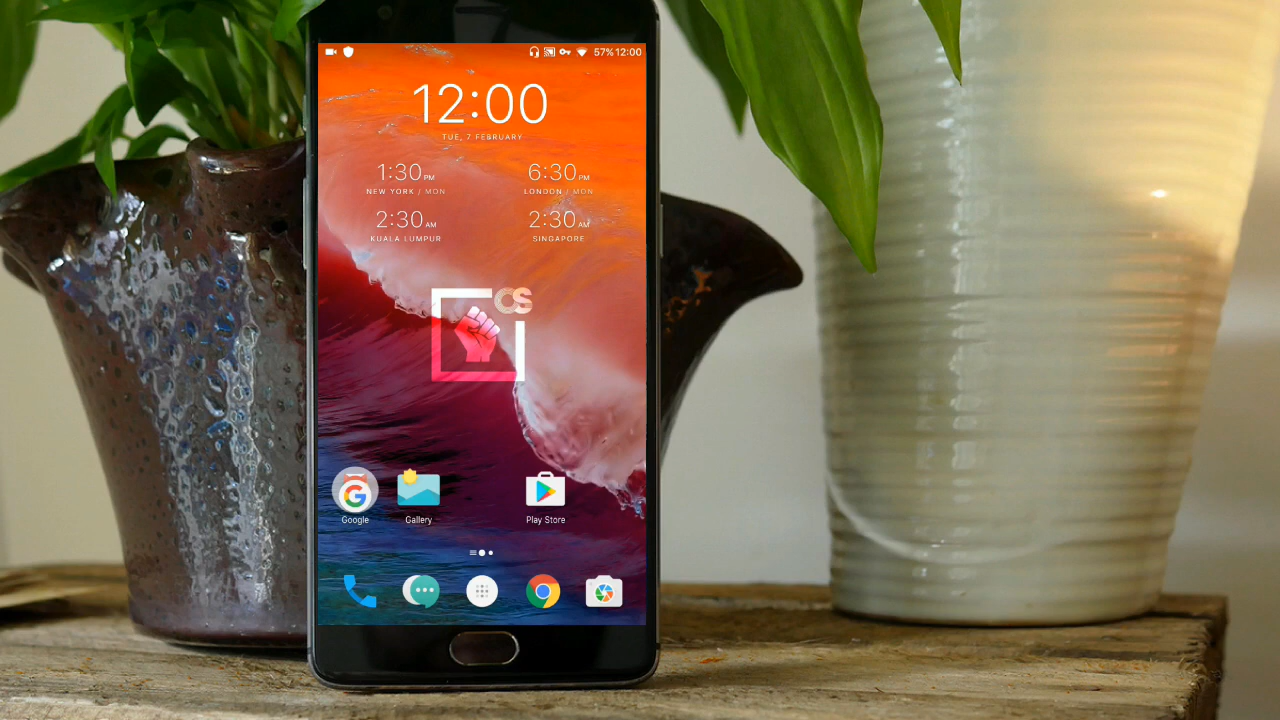 57% 12:00
12:00
TUE, 7 FEBRUARY
1:30 PM
NEW YORK / MON
6:30 PM
LONDON / MON
2:30 AM
KUALA LUMPUR
2:30 AM
SINGAPORE
OS
Google
Gallery
Play Store